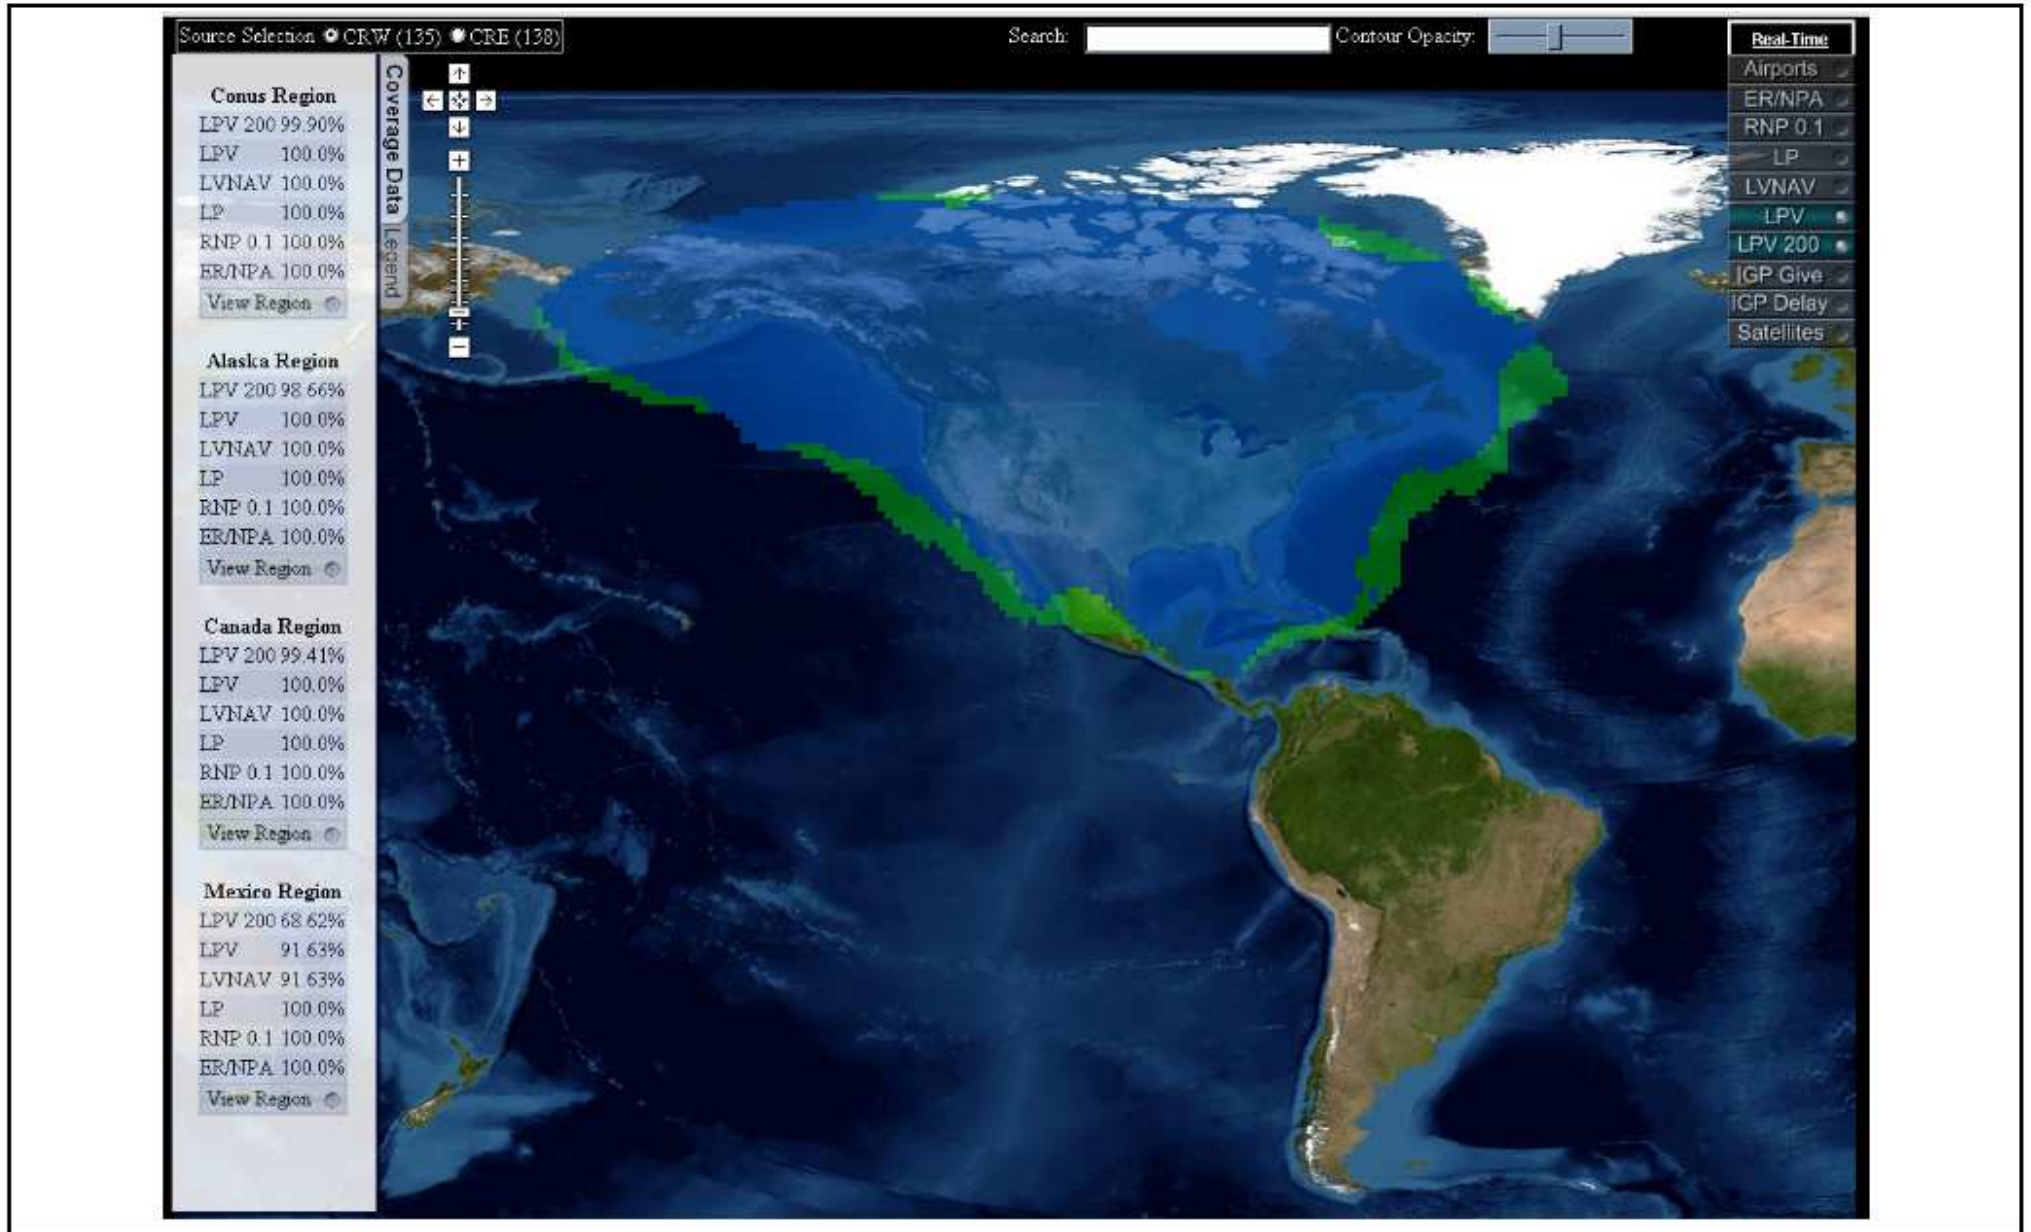 Source Selection CRW (135) CRE (138)
Search:
Contour Opacity:
Real-Time
Airports
ER/NPA
RNP 0.1
LP
LVNAV
LPV
LPV 200
IGP Give
IGP Delay
Satellites
Coverage Data
Legend
Conus Region
LPV 200 99.90%
LPV 100.0%
LVNAV 100.0%
LP 100.0%
RNP 0.1 100.0%
ER/NPA 100.0%
View Region
Alaska Region
LPV 200 98.66%
LPV 100.0%
LVNAV 100.0%
LP 100.0%
RNP 0.1 100.0%
ER/NPA 100.0%
View Region
Canada Region
LPV 200 99.41%
LPV 100.0%
LVNAV 100.0%
LP 100.0%
RNP 0.1 100.0%
ER/NPA 100.0%
View Region
Mexico Region
LPV 200 68.62%
LPV 91.63%
LVNAV 91.63%
LP 100.0%
RNP 0.1 100.0%
ER/NPA 100.0%
View Region